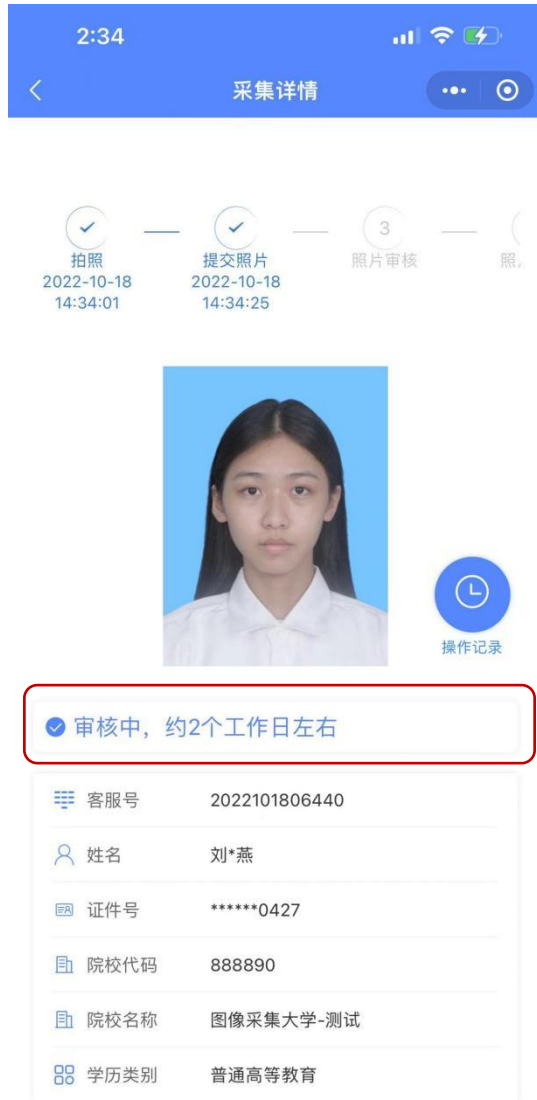 2:34
采集详情
3
拍照
提交照片
照片审核
照
2022-10-18
2022-10-18
14:34:01
14:34:25
操作记录
审核中，约2个工作日左右
客服号 2022101806440
姓名 刘*燕
证件号 ******0427
院校代码 888890
院校名称 图像采集大学-测试
学历类别 普通高等教育